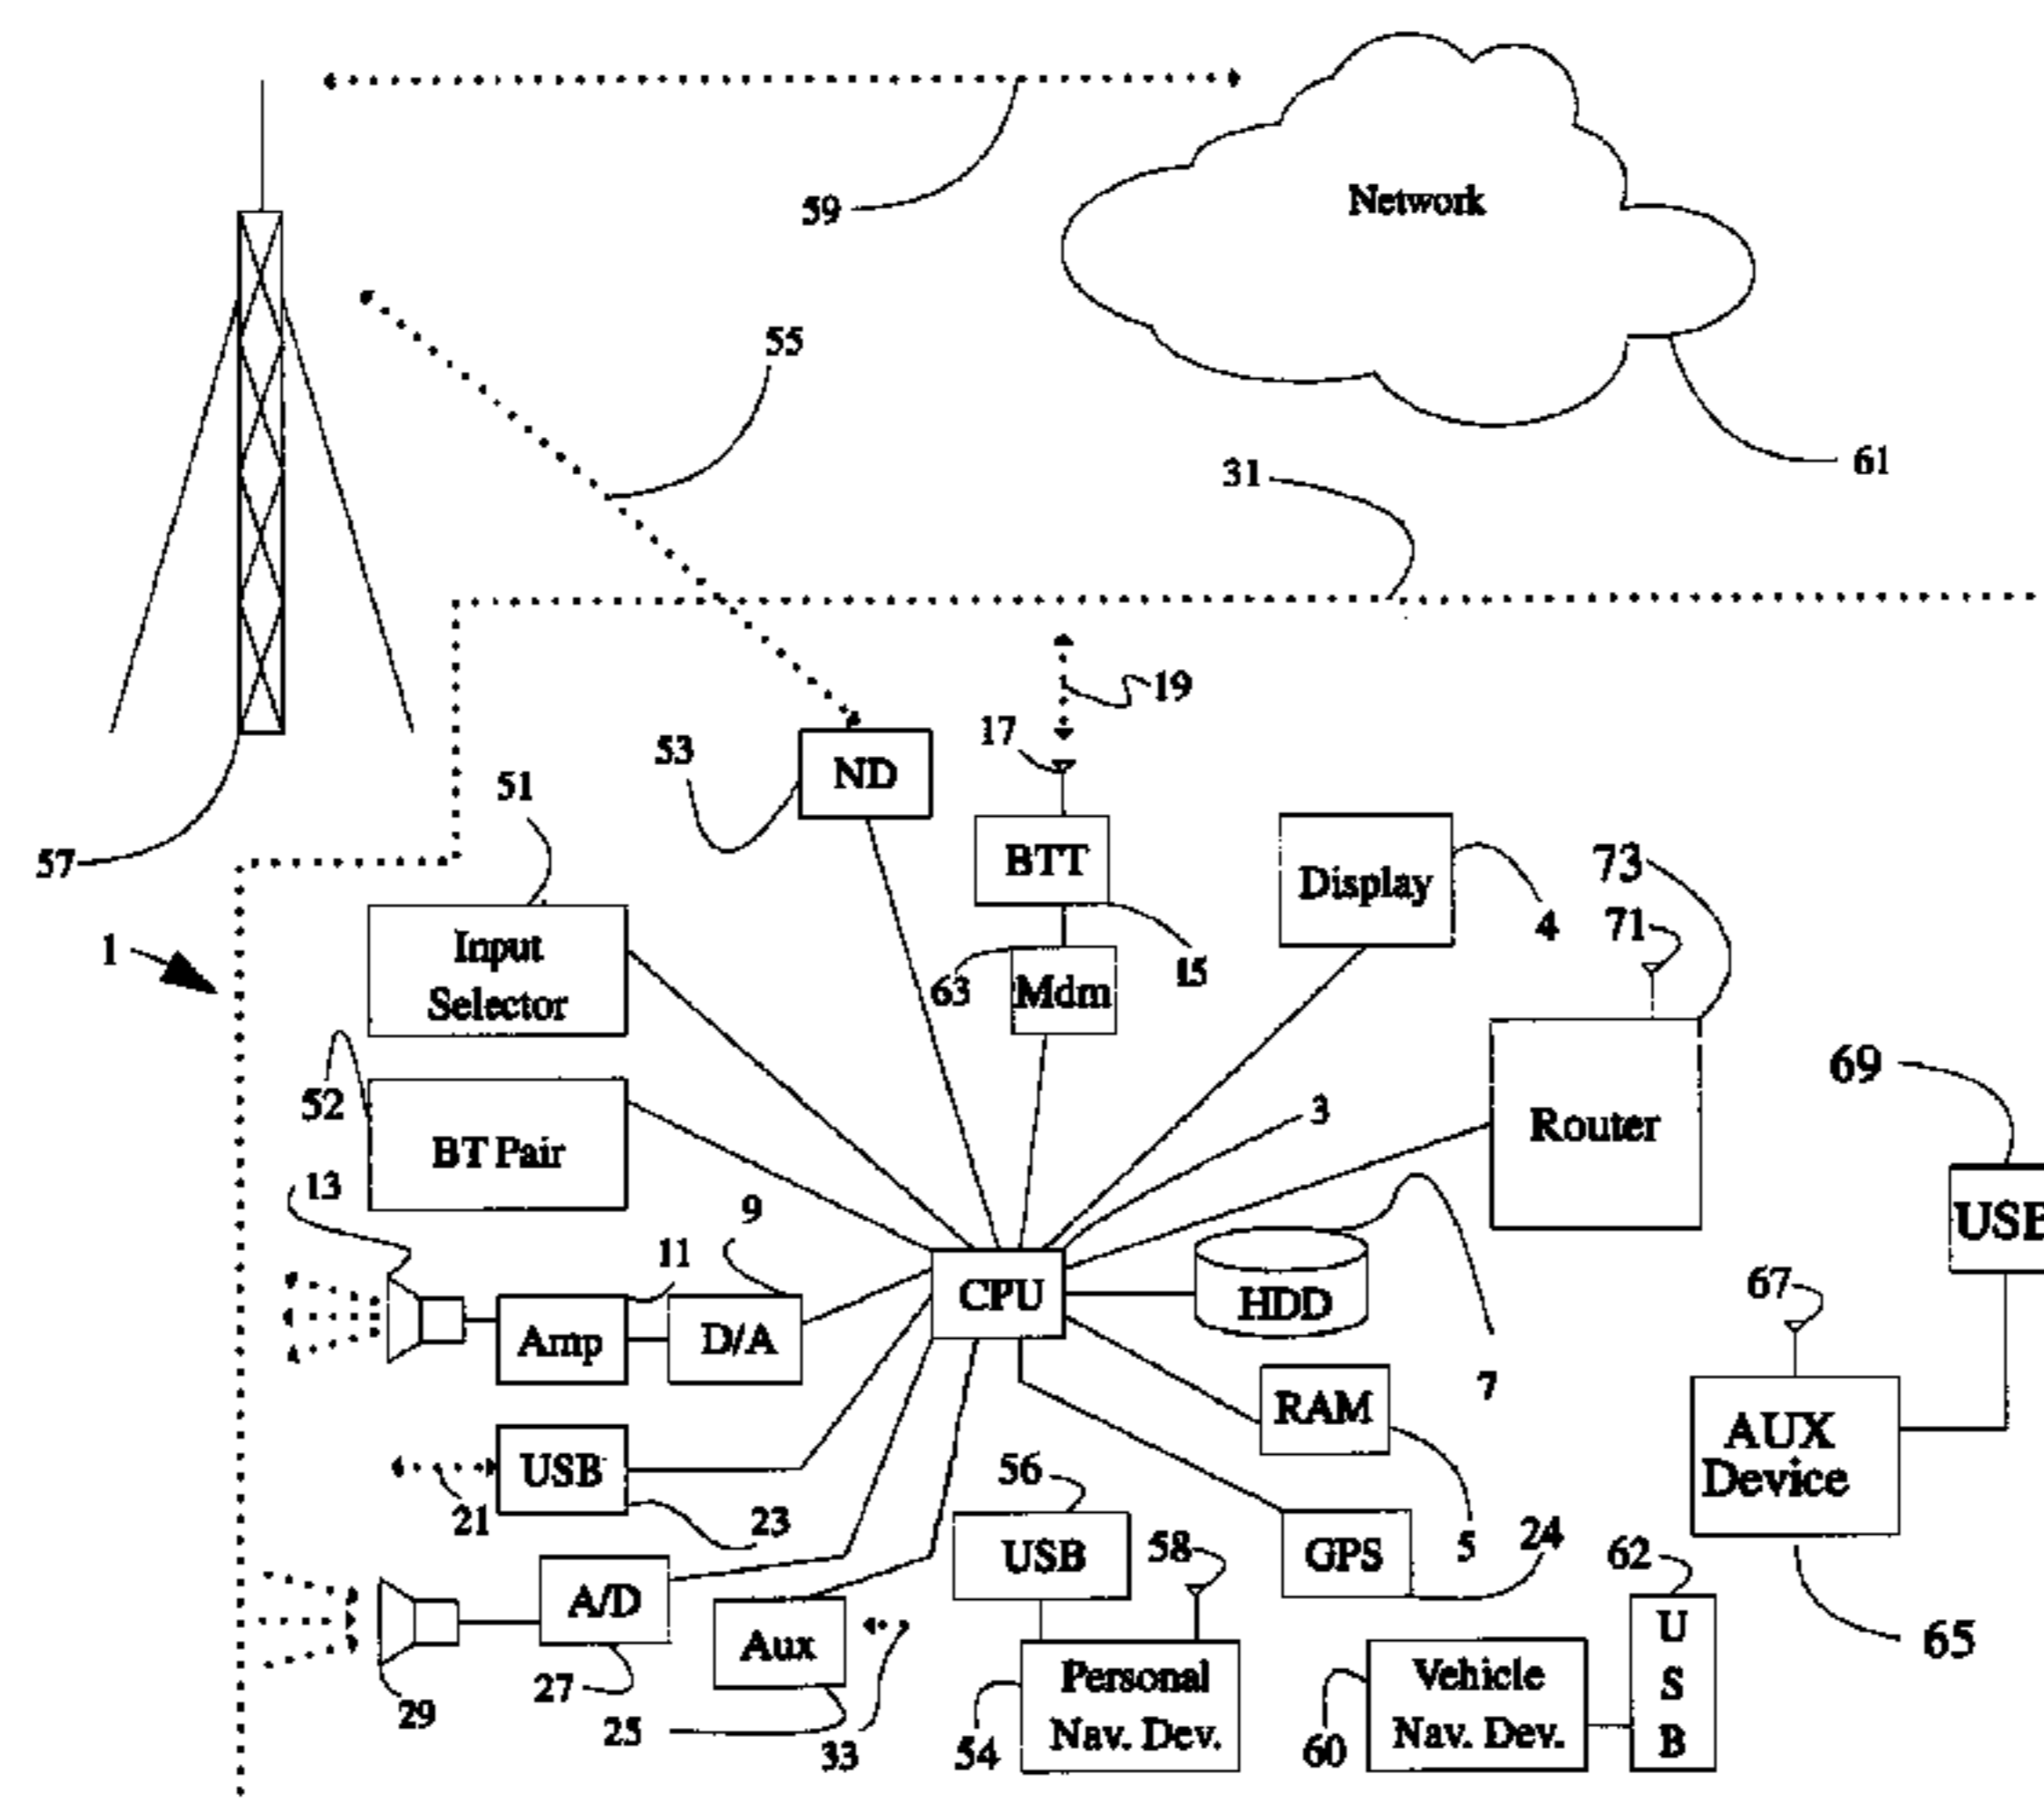 Network
59
55
31
61
19
17
53
ND
51
57
BTT
Display
73
71
4
1
Input
Selector
63
Mdm
15
69
52
BT Pair
3
Router
13
9
11
CPU
HDD
USB
67
Amp
D/A
7
RAM
AUX
Device
USB
21
23
56
USB
58
GPS
5
24
62
A/D
Aux
U
S
B
65
29
27
25
33
54
Personal
Nav. Dev.
60
Vehicle
Nav. Dev.